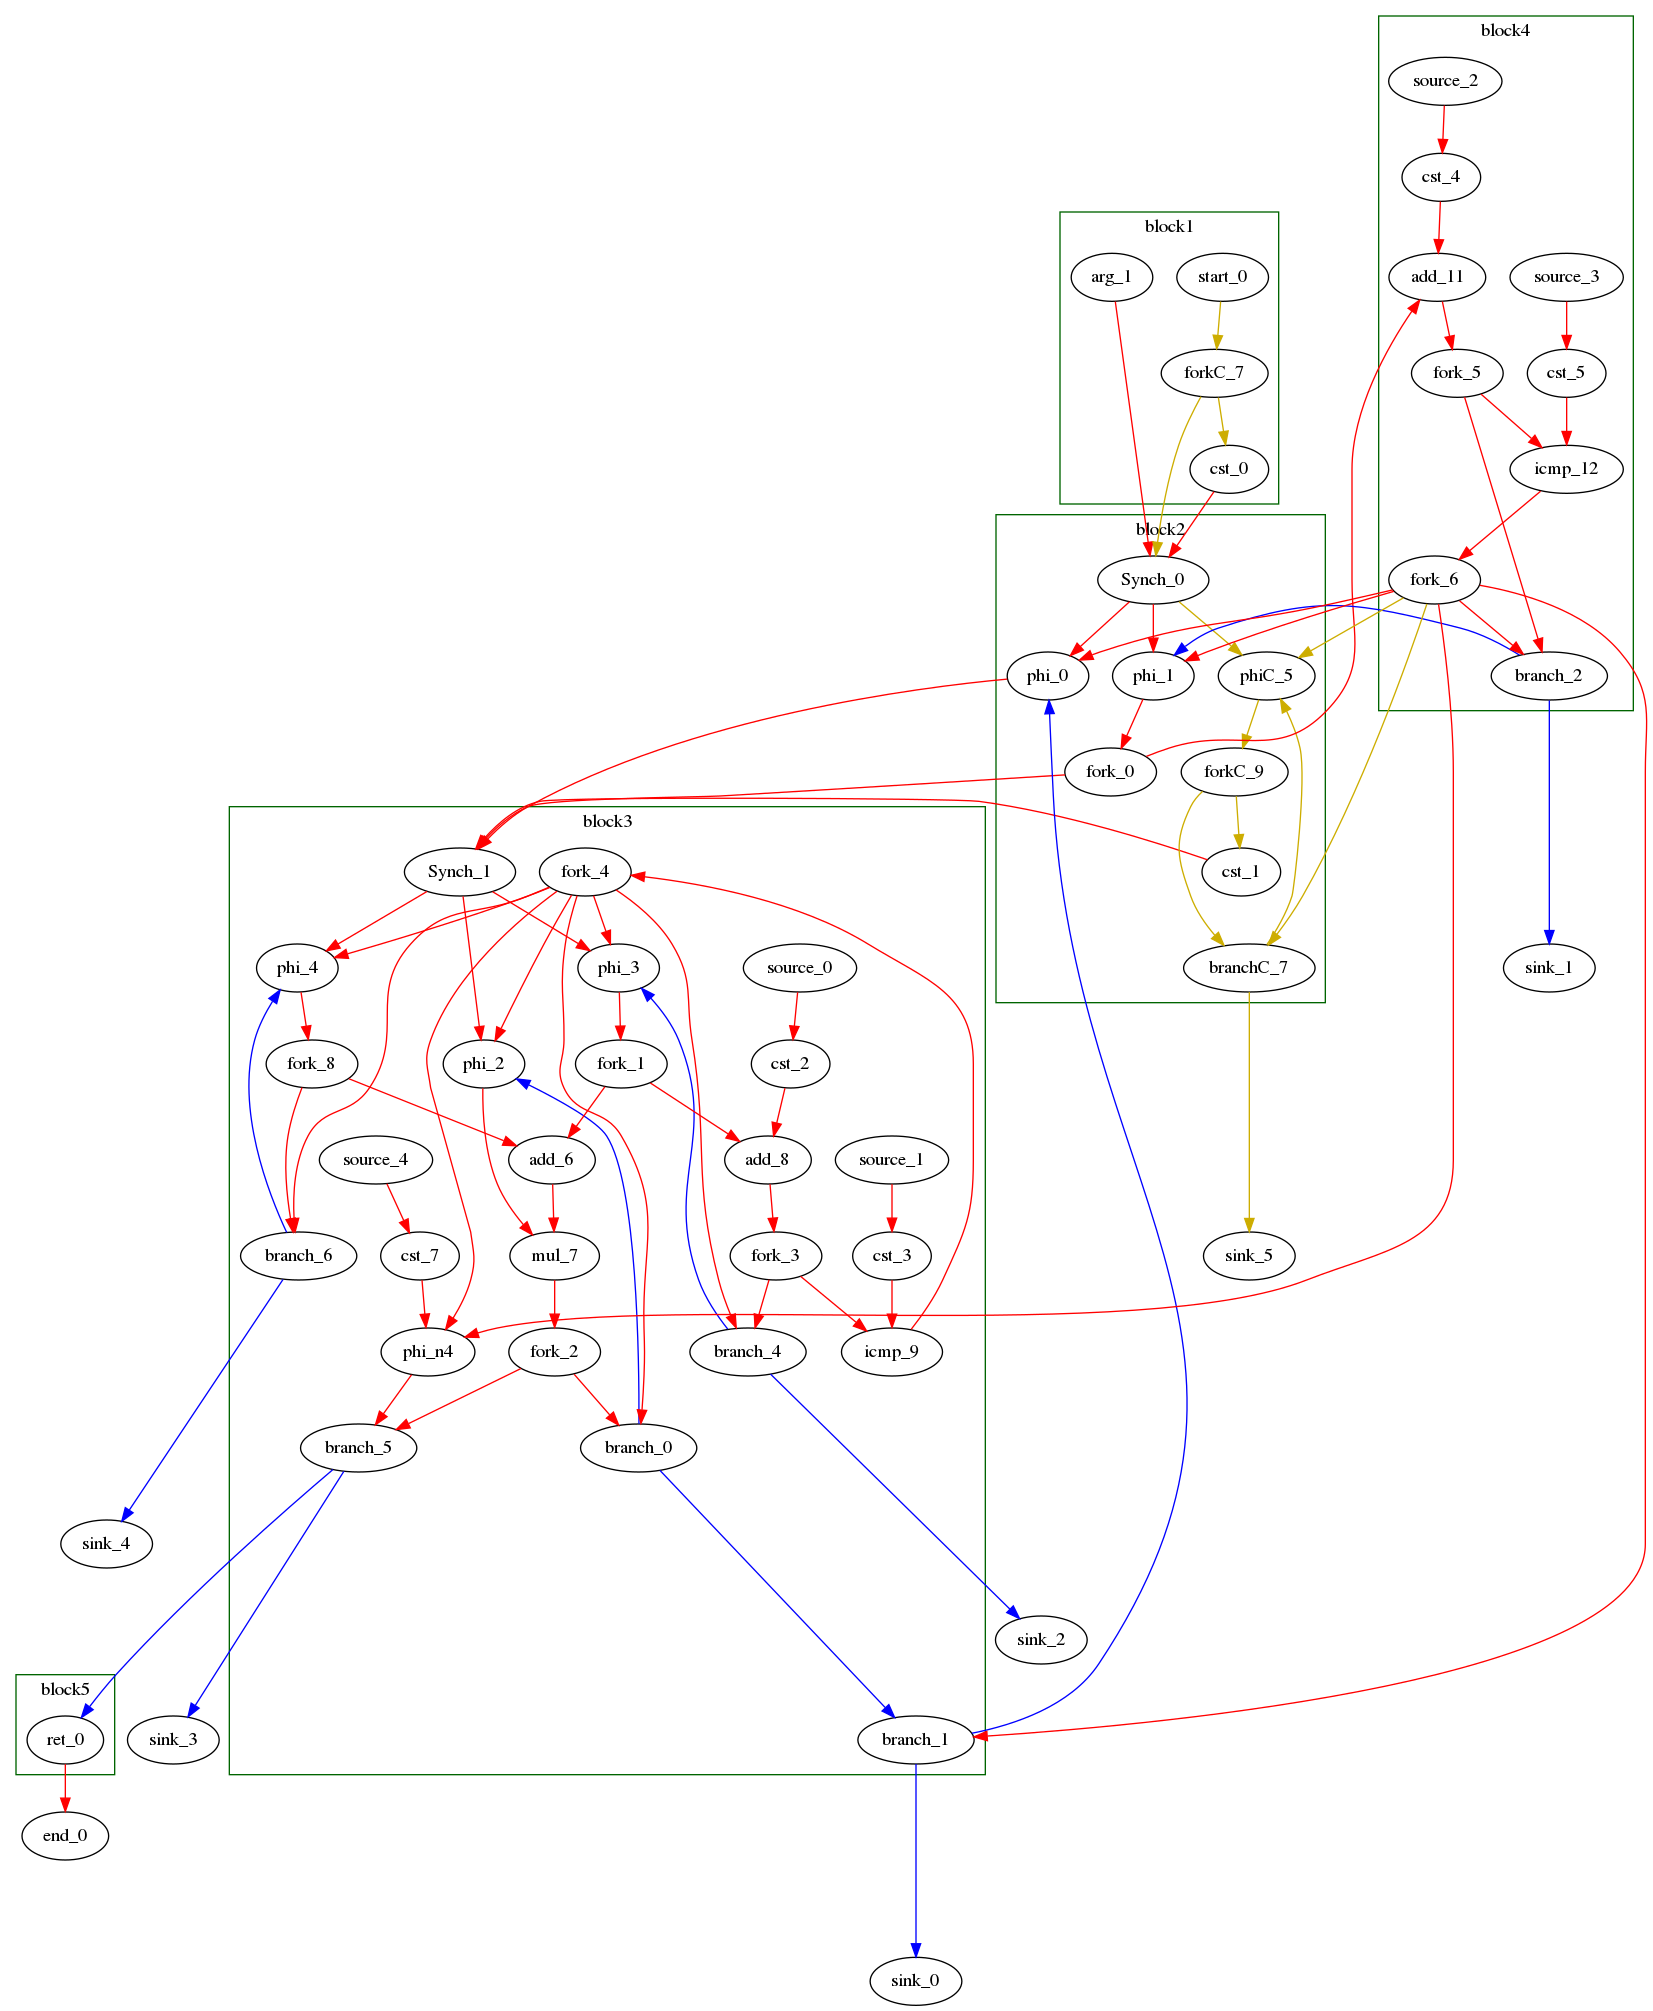 block4
source_2
cst_4
block1
arg_1
start_0
add_11
source_3
forkC_7
fork_5
cst_5
cst_0
icmp_12
block2
Synch_0
fork_6
phi_0
phi_1
phiC_5
branch_2
fork_0
forkC_9
block3
Synch_1
fork_4
cst_1
phi_4
phi_3
source_0
branchC_7
sink_1
fork_8
phi_2
fork_1
cst_2
source_4
add_6
add_8
source_1
branch_6
cst_7
mul_7
fork_3
cst_3
sink_5
phi_n4
fork_2
branch_4
icmp_9
branch_5
branch_0
sink_4
sink_2
block5
ret_0
sink_3
branch_1
end_0
sink_0